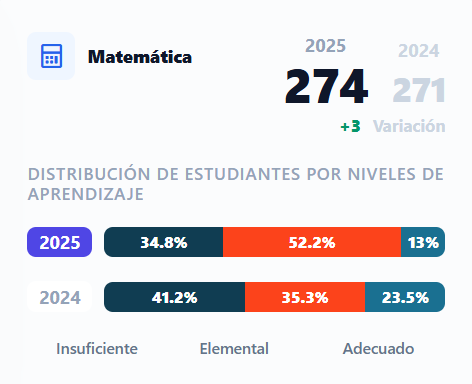 Matemática
2025
2024
274
271
+3 Variación
DISTRIBUCIÓN DE ESTUDIANTES POR NIVELES DE
APRENDIZAJE
2025 34.8% 52.2% 13%
2024 41.2% 35.3% 23.5%
Insuficiente Elemental Adecuado